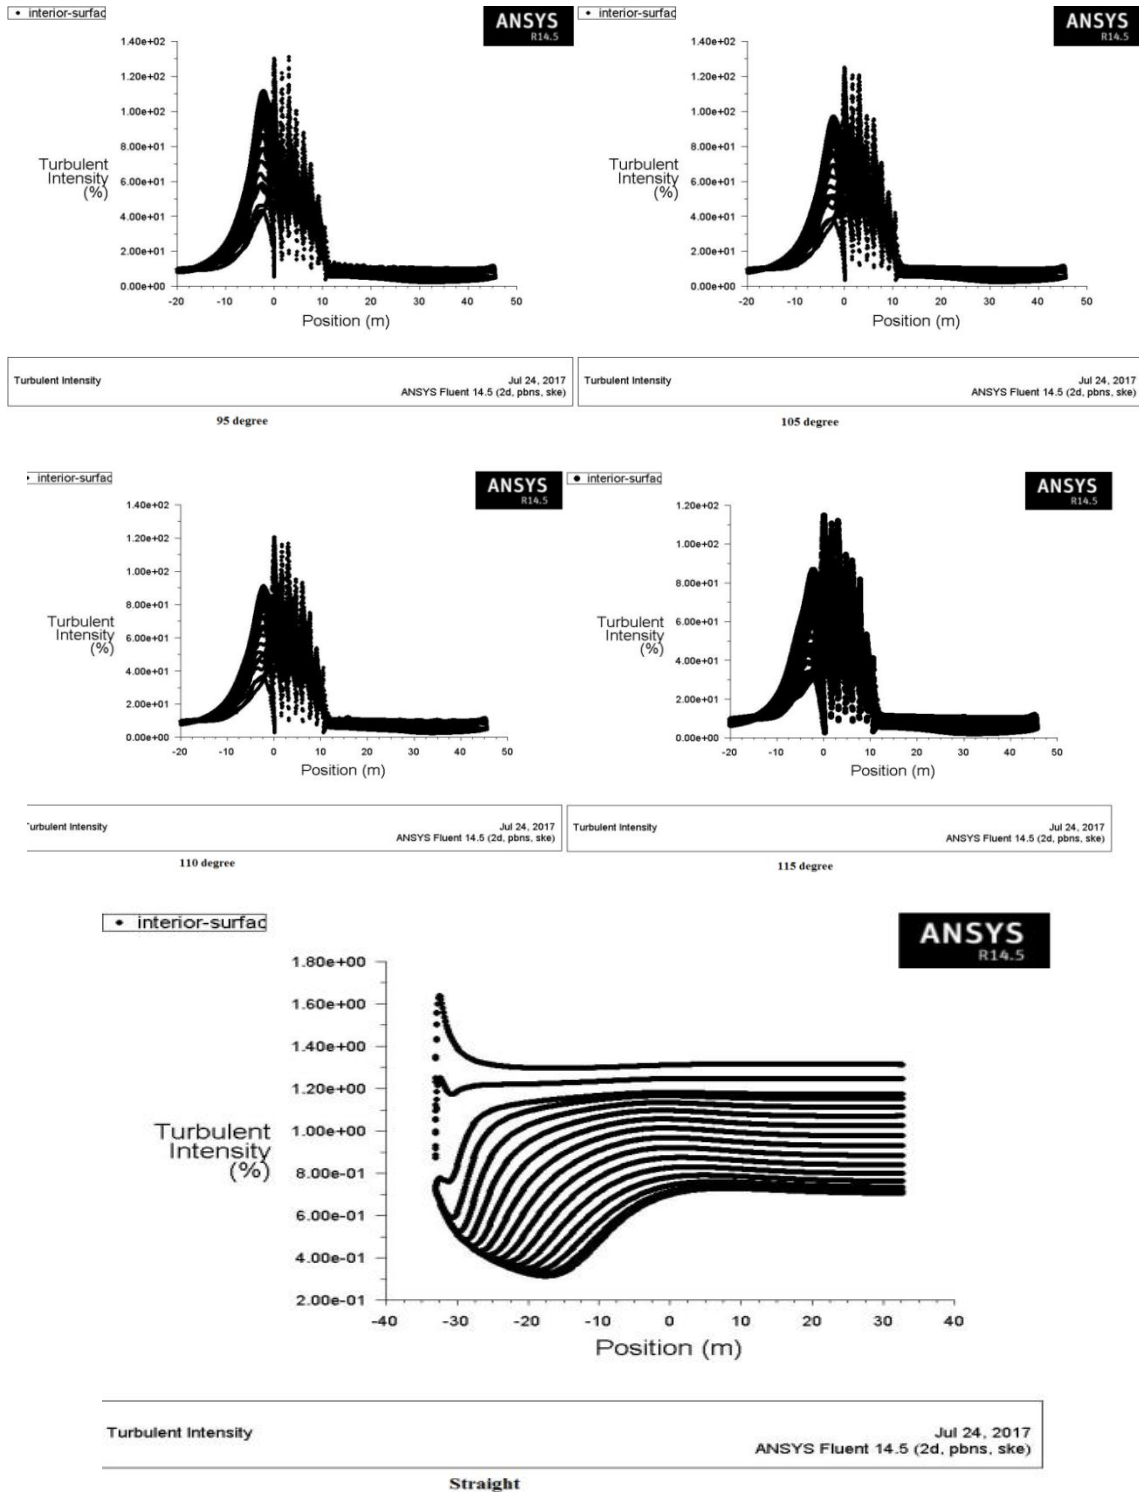 interior-surfac
ANSYS
R14.5
1.40e+02
1.20e+02
1.00e+02
8.00e+01
6.00e+01
4.00e+01
2.00e+01
0.00e+00
Turbulent
Intensity
(%)
-20 -10 0 10 20 30 40 50
Position (m)
Turbulent Intensity
Jul 24, 2017
ANSYS Fluent 14.5 (2d, pbns, ske)
95 degree
interior-surfac
ANSYS
R14.5
1.40e+02
1.20e+02
1.00e+02
8.00e+01
6.00e+01
4.00e+01
2.00e+01
0.00e+00
Turbulent
Intensity
(%)
-20 -10 0 10 20 30 40 50
Position (m)
Turbulent Intensity
Jul 24, 2017
ANSYS Fluent 14.5 (2d, pbns, ske)
105 degree
interior-surfac
ANSYS
R14.5
1.40e+02
1.20e+02
1.00e+02
8.00e+01
6.00e+01
4.00e+01
2.00e+01
0.00e+00
Turbulent
Intensity
(%)
-20 -10 0 10 20 30 40 50
Position (m)
Turbulent Intensity
Jul 24, 2017
ANSYS Fluent 14.5 (2d, pbns, ske)
110 degree
interior-surfac
ANSYS
R14.5
1.20e+02
1.00e+02
8.00e+01
6.00e+01
4.00e+01
2.00e+01
0.00e+00
Turbulent
Intensity
(%)
-20 -10 0 10 20 30 40 50
Position (m)
Turbulent Intensity
Jul 24, 2017
ANSYS Fluent 14.5 (2d, pbns, ske)
115 degree
interior-surfac
ANSYS
R14.5
1.80e+00
1.60e+00
1.40e+00
1.20e+00
1.00e+00
8.00e-01
6.00e-01
4.00e-01
2.00e-01
Turbulent
Intensity
(%)
-40 -30 -20 -10 0 10 20 30 40
Position (m)
Turbulent Intensity
Jul 24, 2017
ANSYS Fluent 14.5 (2d, pbns, ske)
Straight